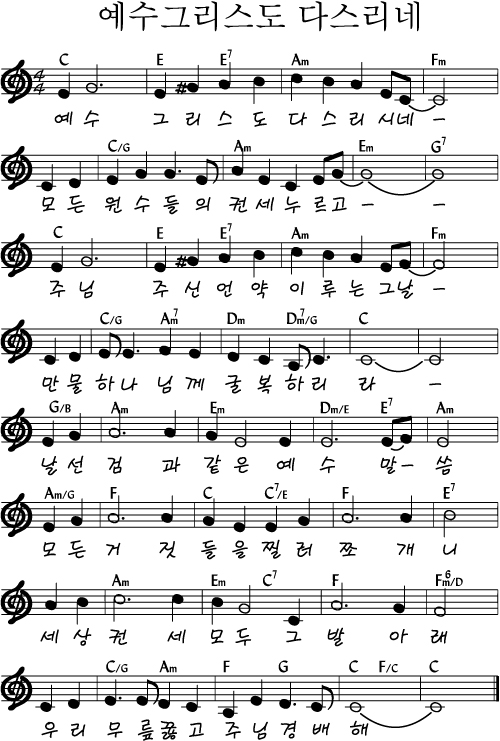 예수그리스도 다스리네
C E E7 Am Fm
4/4
예 수 그 리 스 도 다 스 리 시네 -
C/G Am Em G7
모 든 원 수 들 의 권 세 누 르고 - -
C E E7 Am Fm
주 님 주 신 언 약 이 루 는 그날 -
C/G Am7 Dm Dm7/G C
만 물 하 나 님 께 굴 복 하 리 라 -
G/B Am Em Dm/E E7 Am
날 선 검 과 같 은 예 수 말- 씀
Am/G F C C7/E F E7
모 든 거 짓 들 을 찔 러 쪼 개 니
Am Em C7 F Fm6/D
세 상 권 세 모 두 그 발 아 래
C/G Am F G C F/C C
우 리 무 릎 꿇 고 주 님 경 배 해